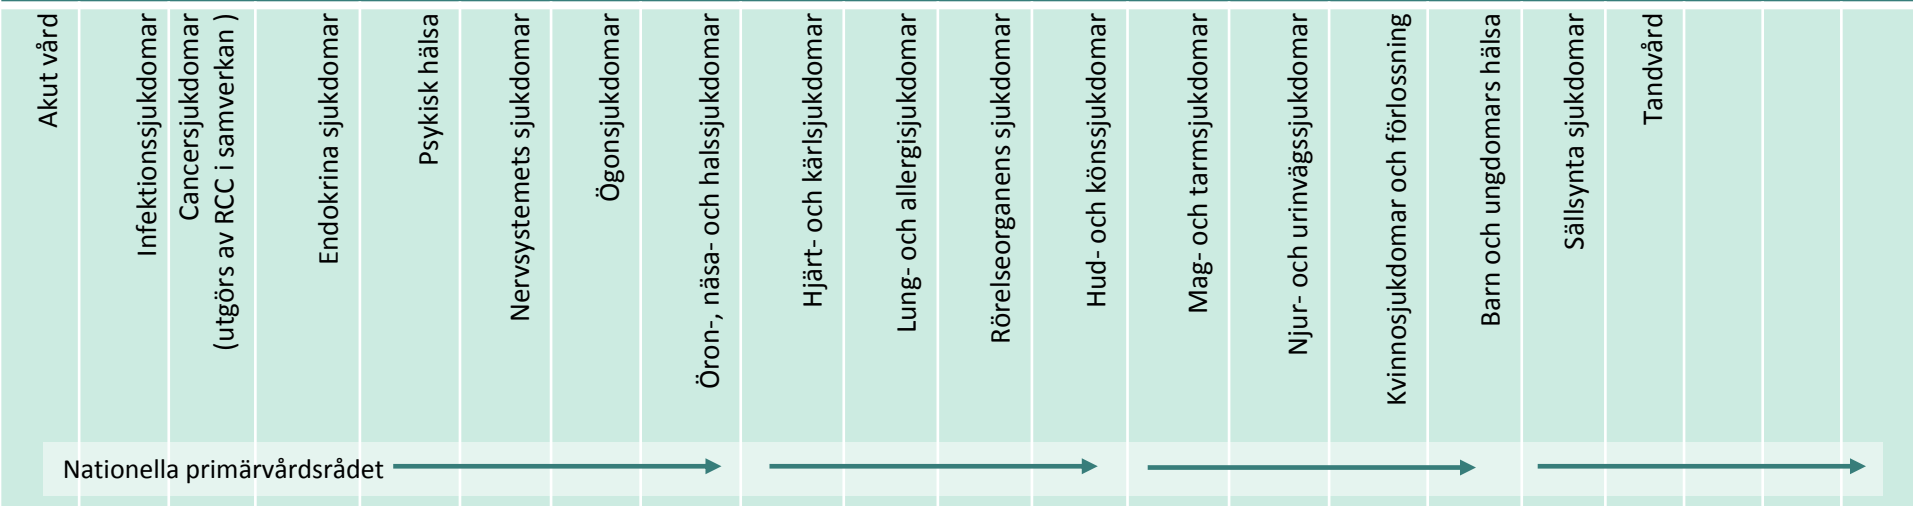 Akut vård
Infektionssjukdomar
Cancersjukdomar
(utgörs av RCC i samverkan )
Endokrina sjukdomar
Psykisk hälsa
Nervsystemets sjukdomar
Ögonsjukdomar
Öron-, näsa- och halssjukdomar
Hjärt- och kärlsjukdomar
Lung- och allergisjukdomar
Rörelseorganens sjukdomar
Hud- och könssjukdomar
Mag- och tarmsjukdomar
Njur- och urinvägssjukdomar
Kvinnosjukdomar och förlossning
Barn och ungdomars hälsa
Sällsynta sjukdomar
Tandvård
Nationella primärvårdsrådet